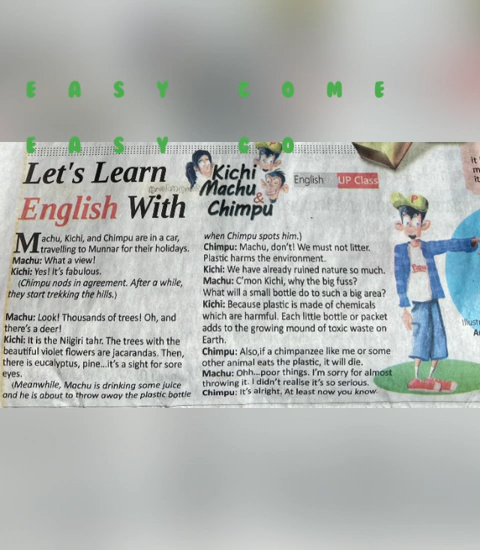 EASY COME
EASY GO
Let's Learn
English With
Kichi
Machu
&
Chimpu
English UP Class
Machu, Kichi, and Chimpu are in a car,
travelling to Munnar for their holidays.
Machu: What a view!
Kichi: Yes! It's fabulous.
(Chimpu nods in agreement. After a while,
they start trekking the hills.)
Machu: Look! Thousands of trees! Oh, and
there's a deer!
Kichi: It is the Nilgiri tahr. The trees with the
beautiful violet flowers are jacarandas. Then,
there is eucalyptus, pine...it's a sight for sore
eyes.
(Meanwhile, Machu is drinking some juice
and he is about to throw away the plastic bottle
when Chimpu spots him.)
Chimpu: Machu, don't! We must not litter.
Plastic harms the environment.
Kichi: We have already ruined nature so much.
Machu: C'mon Kichi, why the big fuss?
What will a small bottle do to such a big area?
Kichi: Because plastic is made of chemicals
which are harmful. Each little bottle or packet
adds to the growing mound of toxic waste on
Earth.
Chimpu: Also,if a chimpanzee like me or some
other animal eats the plastic, it will die.
Machu: Ohh...poor things. I'm sorry for almost
throwing it. I didn't realise it's so serious.
Chimpu: It's alright. At least now you know.
P
it